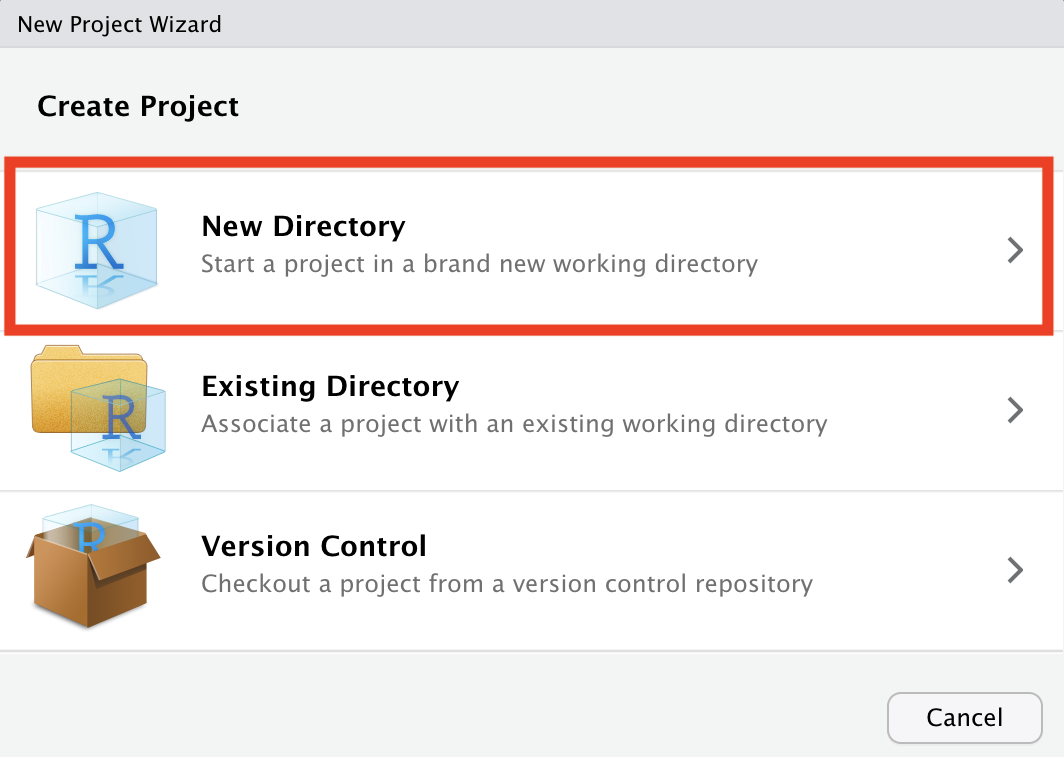 New Project Wizard
Create Project
R
New Directory
Start a project in a brand new working directory
R
Existing Directory
Associate a project with an existing working directory
R
Version Control
Checkout a project from a version control repository
Cancel